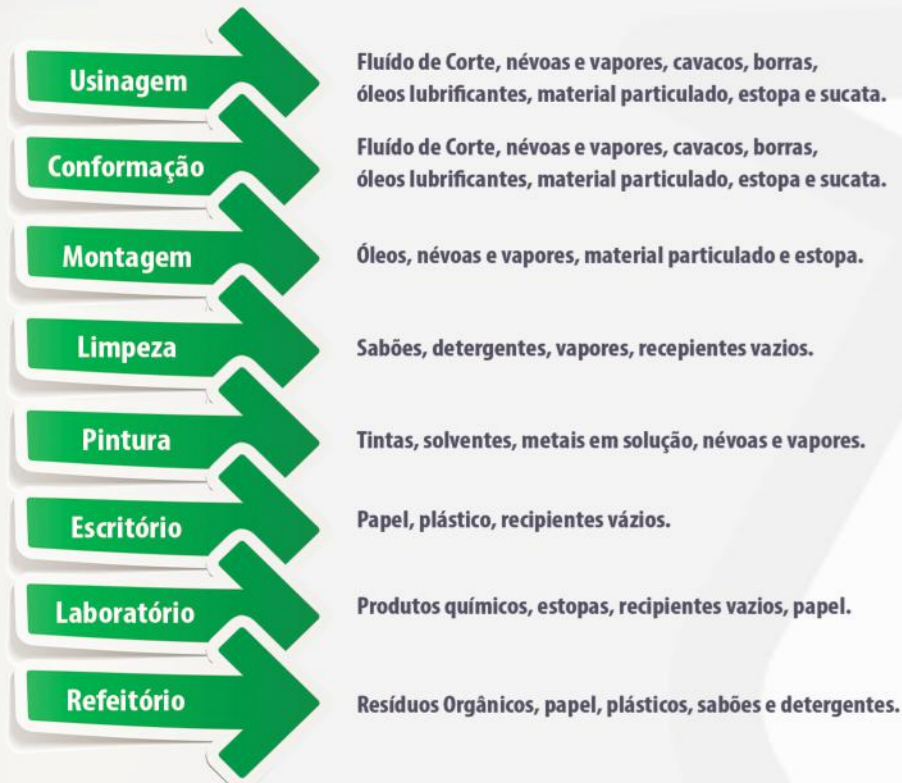 Usinagem
Fluído de Corte, névoas e vapores, cavacos, borras,
óleos lubrificantes, material particulado, estopa e sucata.
Conformação
Fluído de Corte, névoas e vapores, cavacos, borras,
óleos lubrificantes, material particulado, estopa e sucata.
Montagem
Óleos, névoas e vapores, material particulado e estopa.
Limpeza
Sabões, detergentes, vapores, recepientes vazios.
Pintura
Tintas, solventes, metais em solução, névoas e vapores.
Escritório
Papel, plástico, recipientes vázios.
Laboratório
Produtos químicos, estopas, recipientes vazios, papel.
Refeitório
Resíduos Orgânicos, papel, plásticos, sabões e detergentes.